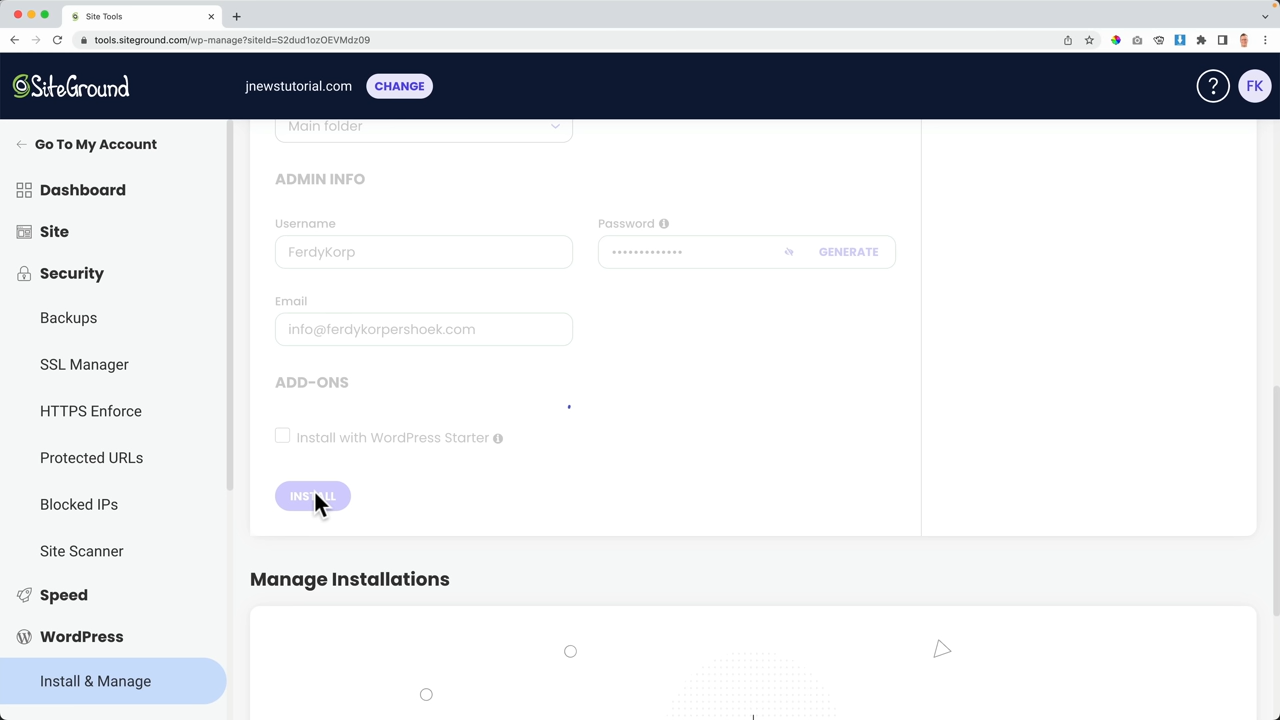 Site Tools
tools.siteground.com/wp-manage?siteId=S2dud1ozOEVMdz09
SiteGround
jnewstutorial.com
CHANGE
?
FK
Go To My Account
Dashboard
Site
Security
Backups
SSL Manager
HTTPS Enforce
Protected URLs
Blocked IPs
Site Scanner
Speed
WordPress
Install & Manage
Main folder
ADMIN INFO
Username
Password
FerdyKorp
GENERATE
Email
info@ferdykorpershoek.com
ADD-ONS
Install with WordPress Starter
INSTALL
Manage Installations